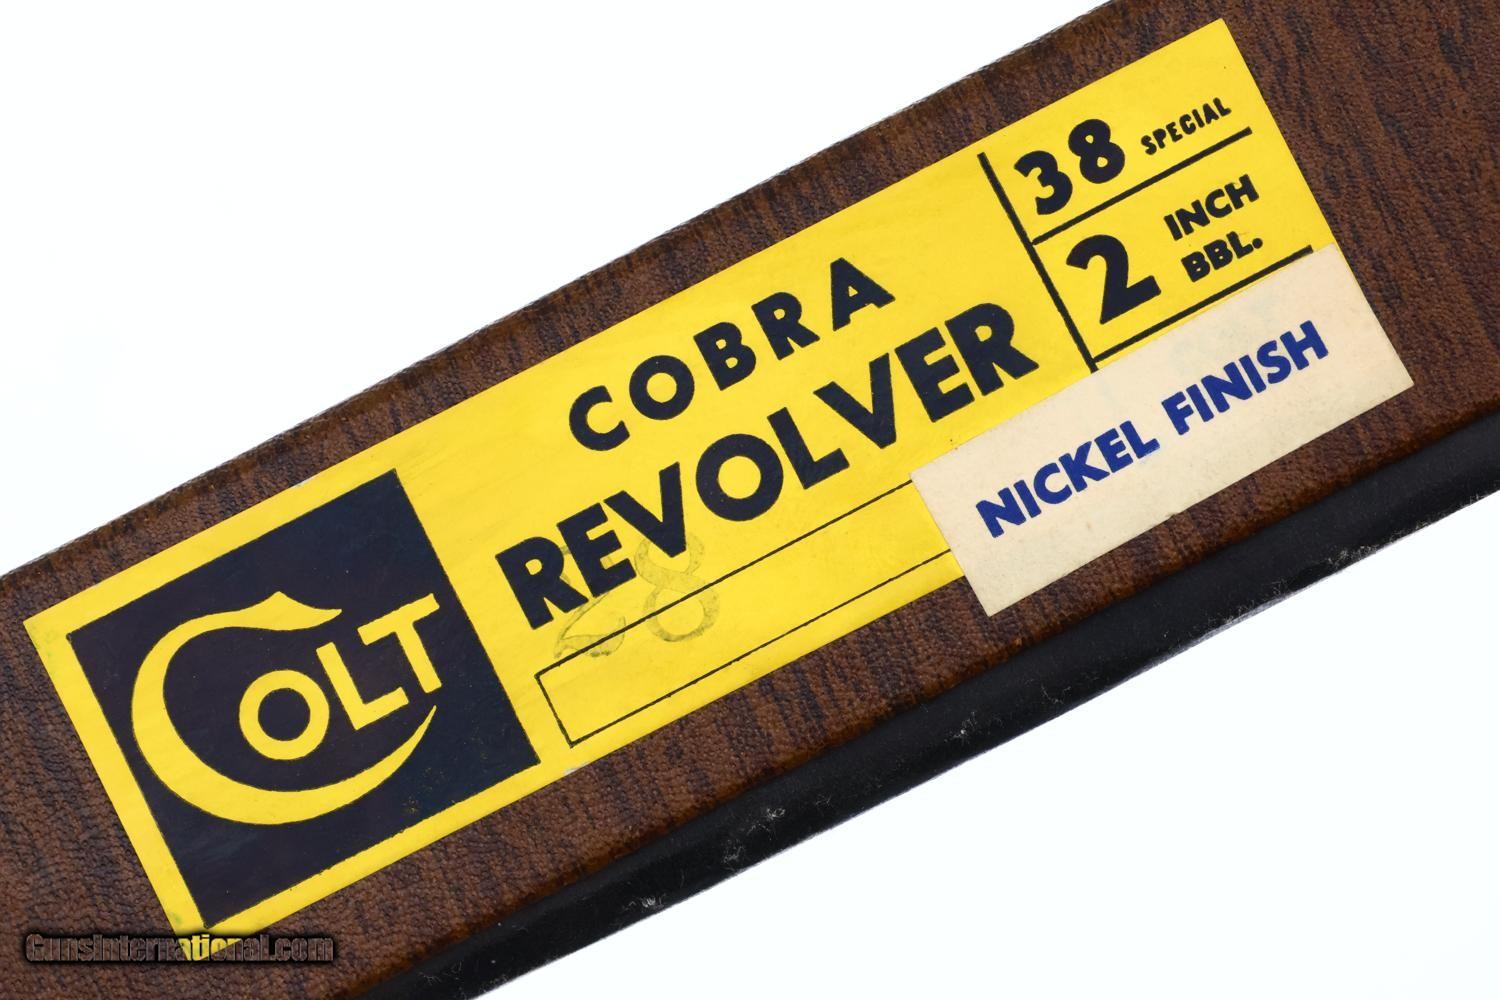 COLT
COBRA
REVOLVER
28
38 SPECIAL
2 INCH
BBL.
NICKEL FINISH
GunsInternational.com